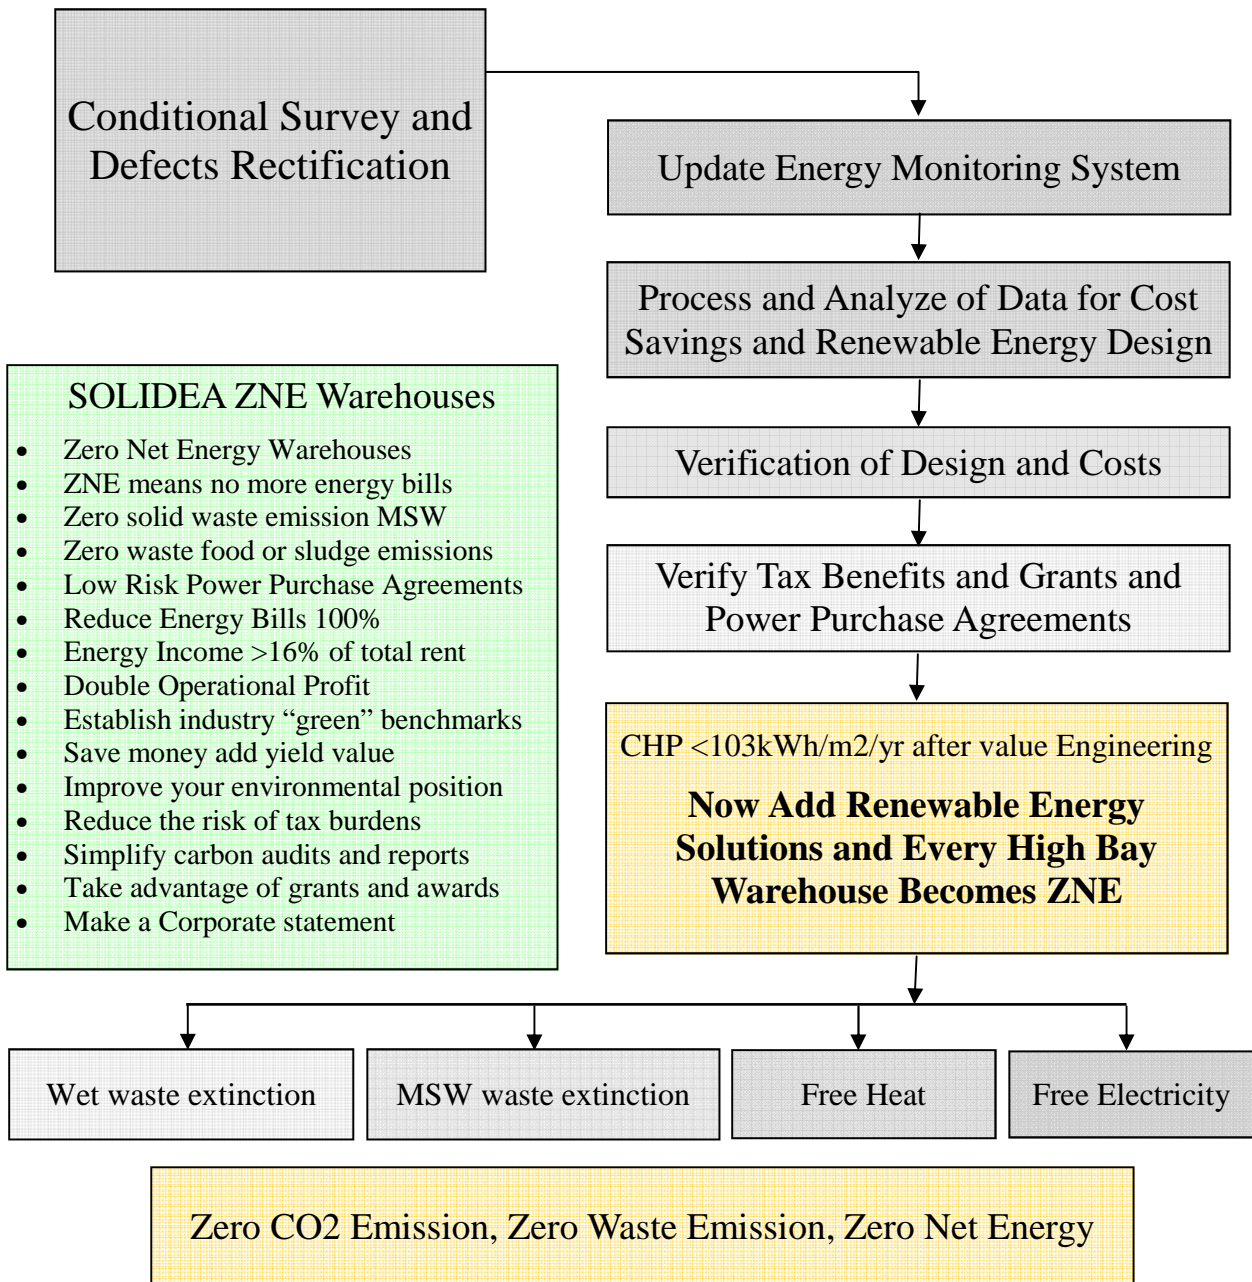 Conditional Survey and
Defects Rectification
Update Energy Monitoring System
Process and Analyze of Data for Cost
Savings and Renewable Energy Design
Verification of Design and Costs
Verify Tax Benefits and Grants and
Power Purchase Agreements
CHP <103kWh/m2/yr after value Engineering
Now Add Renewable Energy
Solutions and Every High Bay
Warehouse Becomes ZNE
SOLIDEA ZNE Warehouses
• Zero Net Energy Warehouses
• ZNE means no more energy bills
• Zero solid waste emission MSW
• Zero waste food or sludge emissions
• Low Risk Power Purchase Agreements
• Reduce Energy Bills 100%
• Energy Income >16% of total rent
• Double Operational Profit
• Establish industry “green” benchmarks
• Save money add yield value
• Improve your environmental position
• Reduce the risk of tax burdens
• Simplify carbon audits and reports
• Take advantage of grants and awards
• Make a Corporate statement
Wet waste extinction
MSW waste extinction
Free Heat
Free Electricity
Zero CO2 Emission, Zero Waste Emission, Zero Net Energy